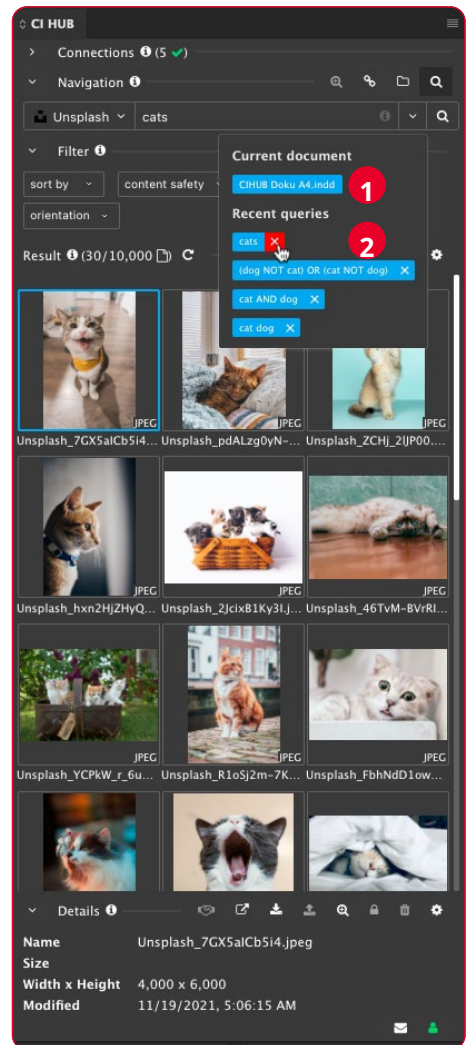 CI HUB
Connections (5 ✔)
Navigation
Unsplash cats
Filter
Current document
sort by content safety CIHUB Doku A4.indd 1
orientation Recent queries
cats × 2
Result (30/10,000) (dog NOT cat) OR (cat NOT dog) ×
cat AND dog ×
cat dog ×
JPEG JPEG JPEG
Unsplash_7GX5aICb5i4... Unsplash_pdALzg0yN-... Unsplash_ZCHj_2lJP00....
JPEG JPEG JPEG
Unsplash_hxn2HjZHyQ... Unsplash_2JcixB1Ky3I.j... Unsplash_46TvM-BVrRI...
JPEG JPEG JPEG
Unsplash_YCPkW_r_6u... Unsplash_R1oSj2m-7K... Unsplash_FbhNdD1ow...
Details
Name Unsplash_7GX5aICb5i4.jpeg
Size
Width x Height 4,000 x 6,000
Modified 11/19/2021, 5:06:15 AM